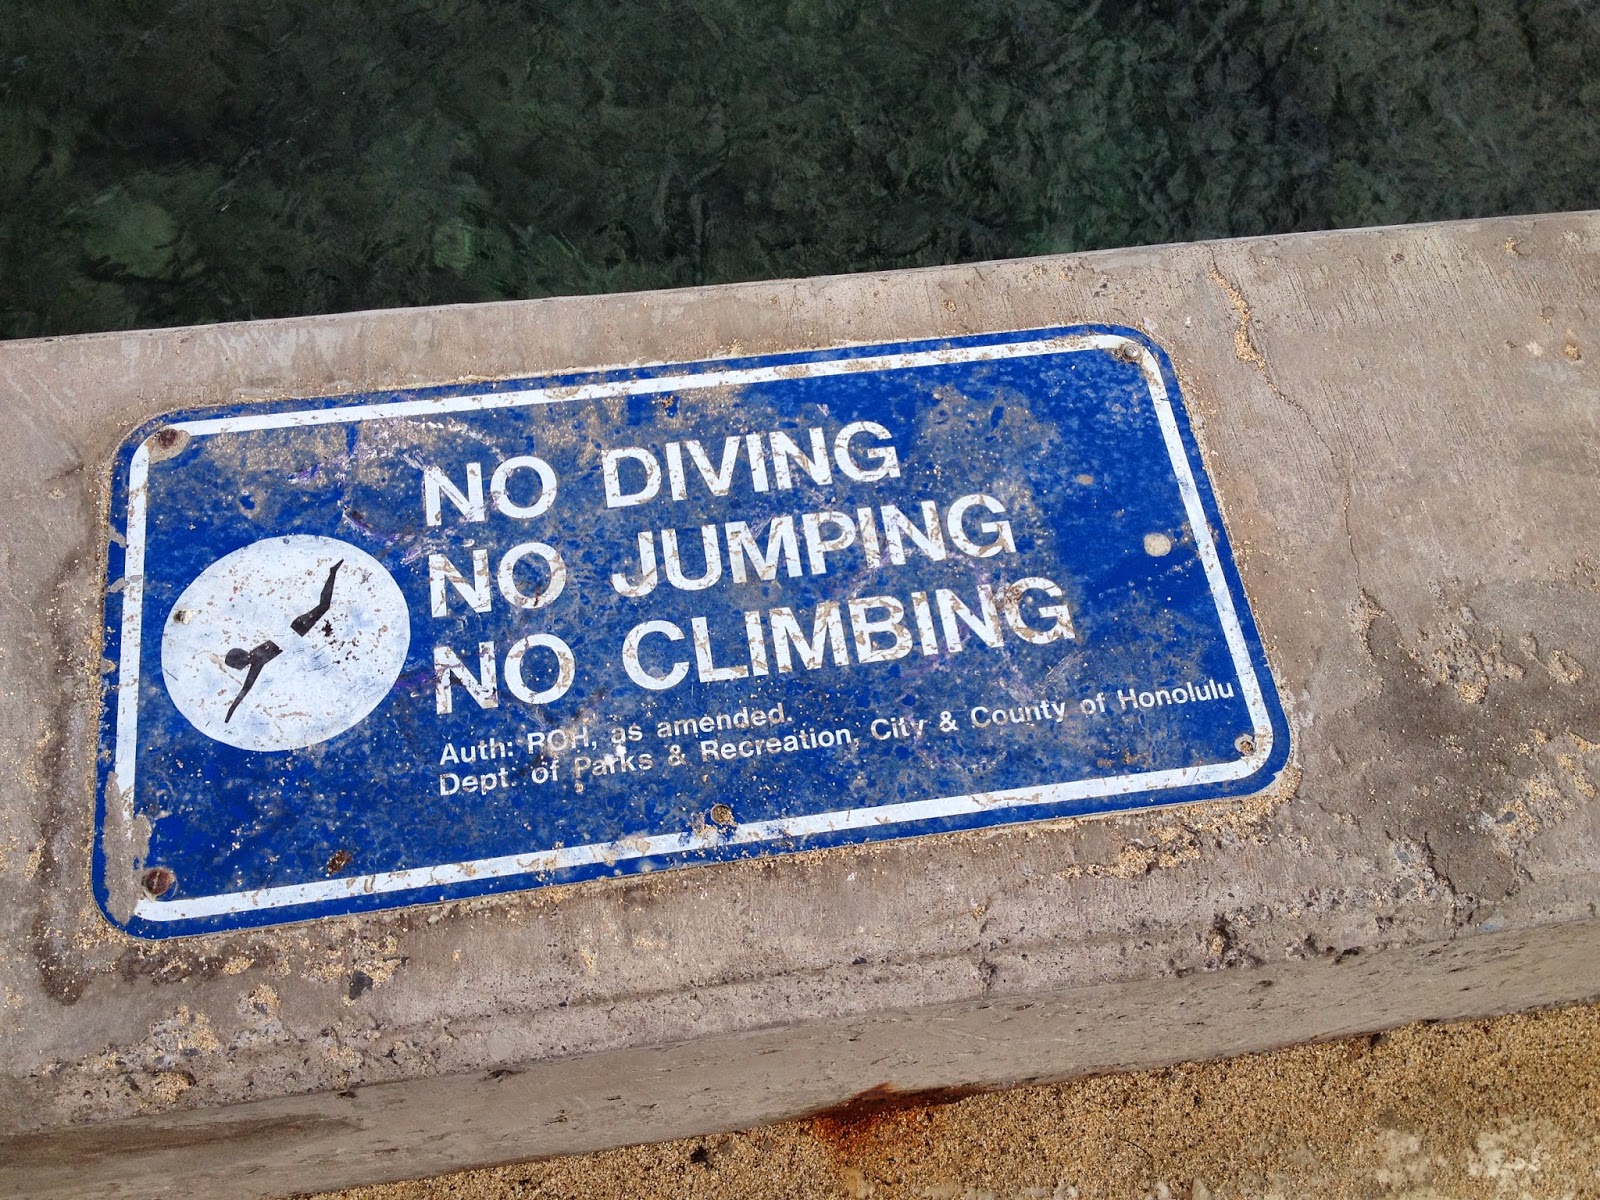 NO DIVING
NO JUMPING
NO CLIMBING
Auth: ROH, as amended.
Dept. of Parks & Recreation, City & County of Honolulu